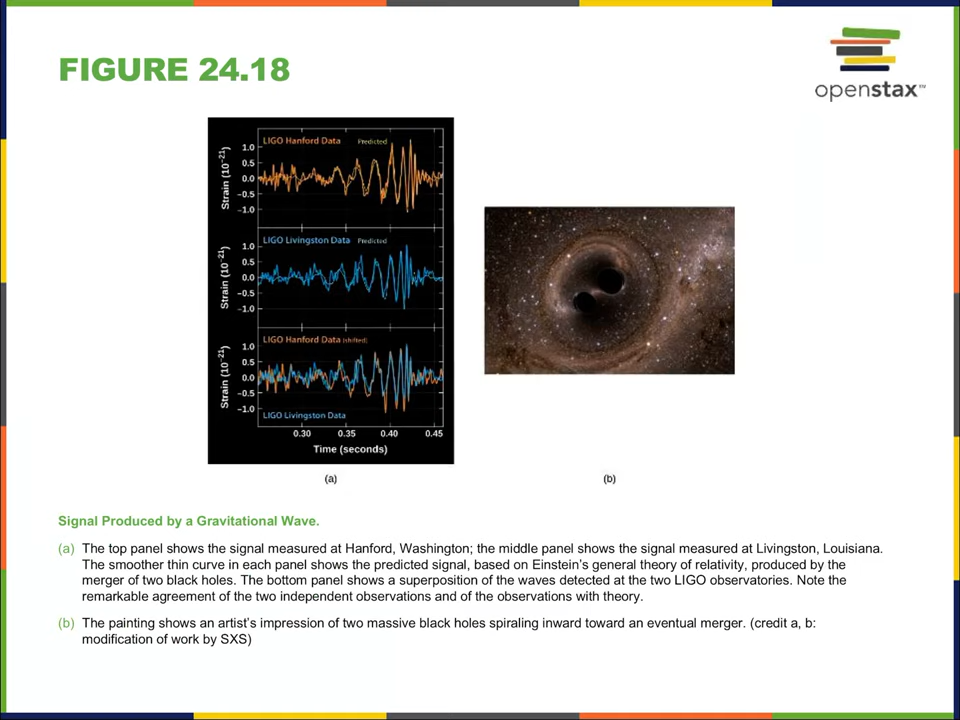 FIGURE 24.18
openstax™
LIGO Hanford Data Predicted
1.0
0.5
0.0
–0.5
–1.0
Strain (10⁻²¹)
LIGO Livingston Data Predicted
1.0
0.5
0.0
–0.5
–1.0
Strain (10⁻²¹)
LIGO Hanford Data (shifted)
1.0
0.5
0.0
–0.5
–1.0
Strain (10⁻²¹)
LIGO Livingston Data
0.30 0.35 0.40 0.45
Time (seconds)
(a) (b)
Signal Produced by a Gravitational Wave.
(a) The top panel shows the signal measured at Hanford, Washington; the middle panel shows the signal measured at Livingston, Louisiana.
The smoother thin curve in each panel shows the predicted signal, based on Einstein’s general theory of relativity, produced by the
merger of two black holes. The bottom panel shows a superposition of the waves detected at the two LIGO observatories. Note the
remarkable agreement of the two independent observations and of the observations with theory.
(b) The painting shows an artist’s impression of two massive black holes spiraling inward toward an eventual merger. (credit a, b:
modification of work by SXS)